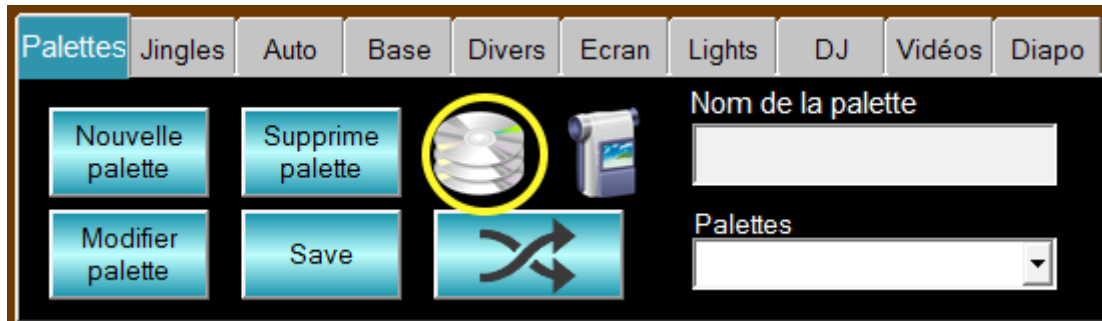 Palettes Jingles Auto Base Divers Ecran Lights DJ Vidéos Diapo
Nouvelle
palette
Supprime
palette
Nom de la palette
Modifier
palette
Save
Palettes